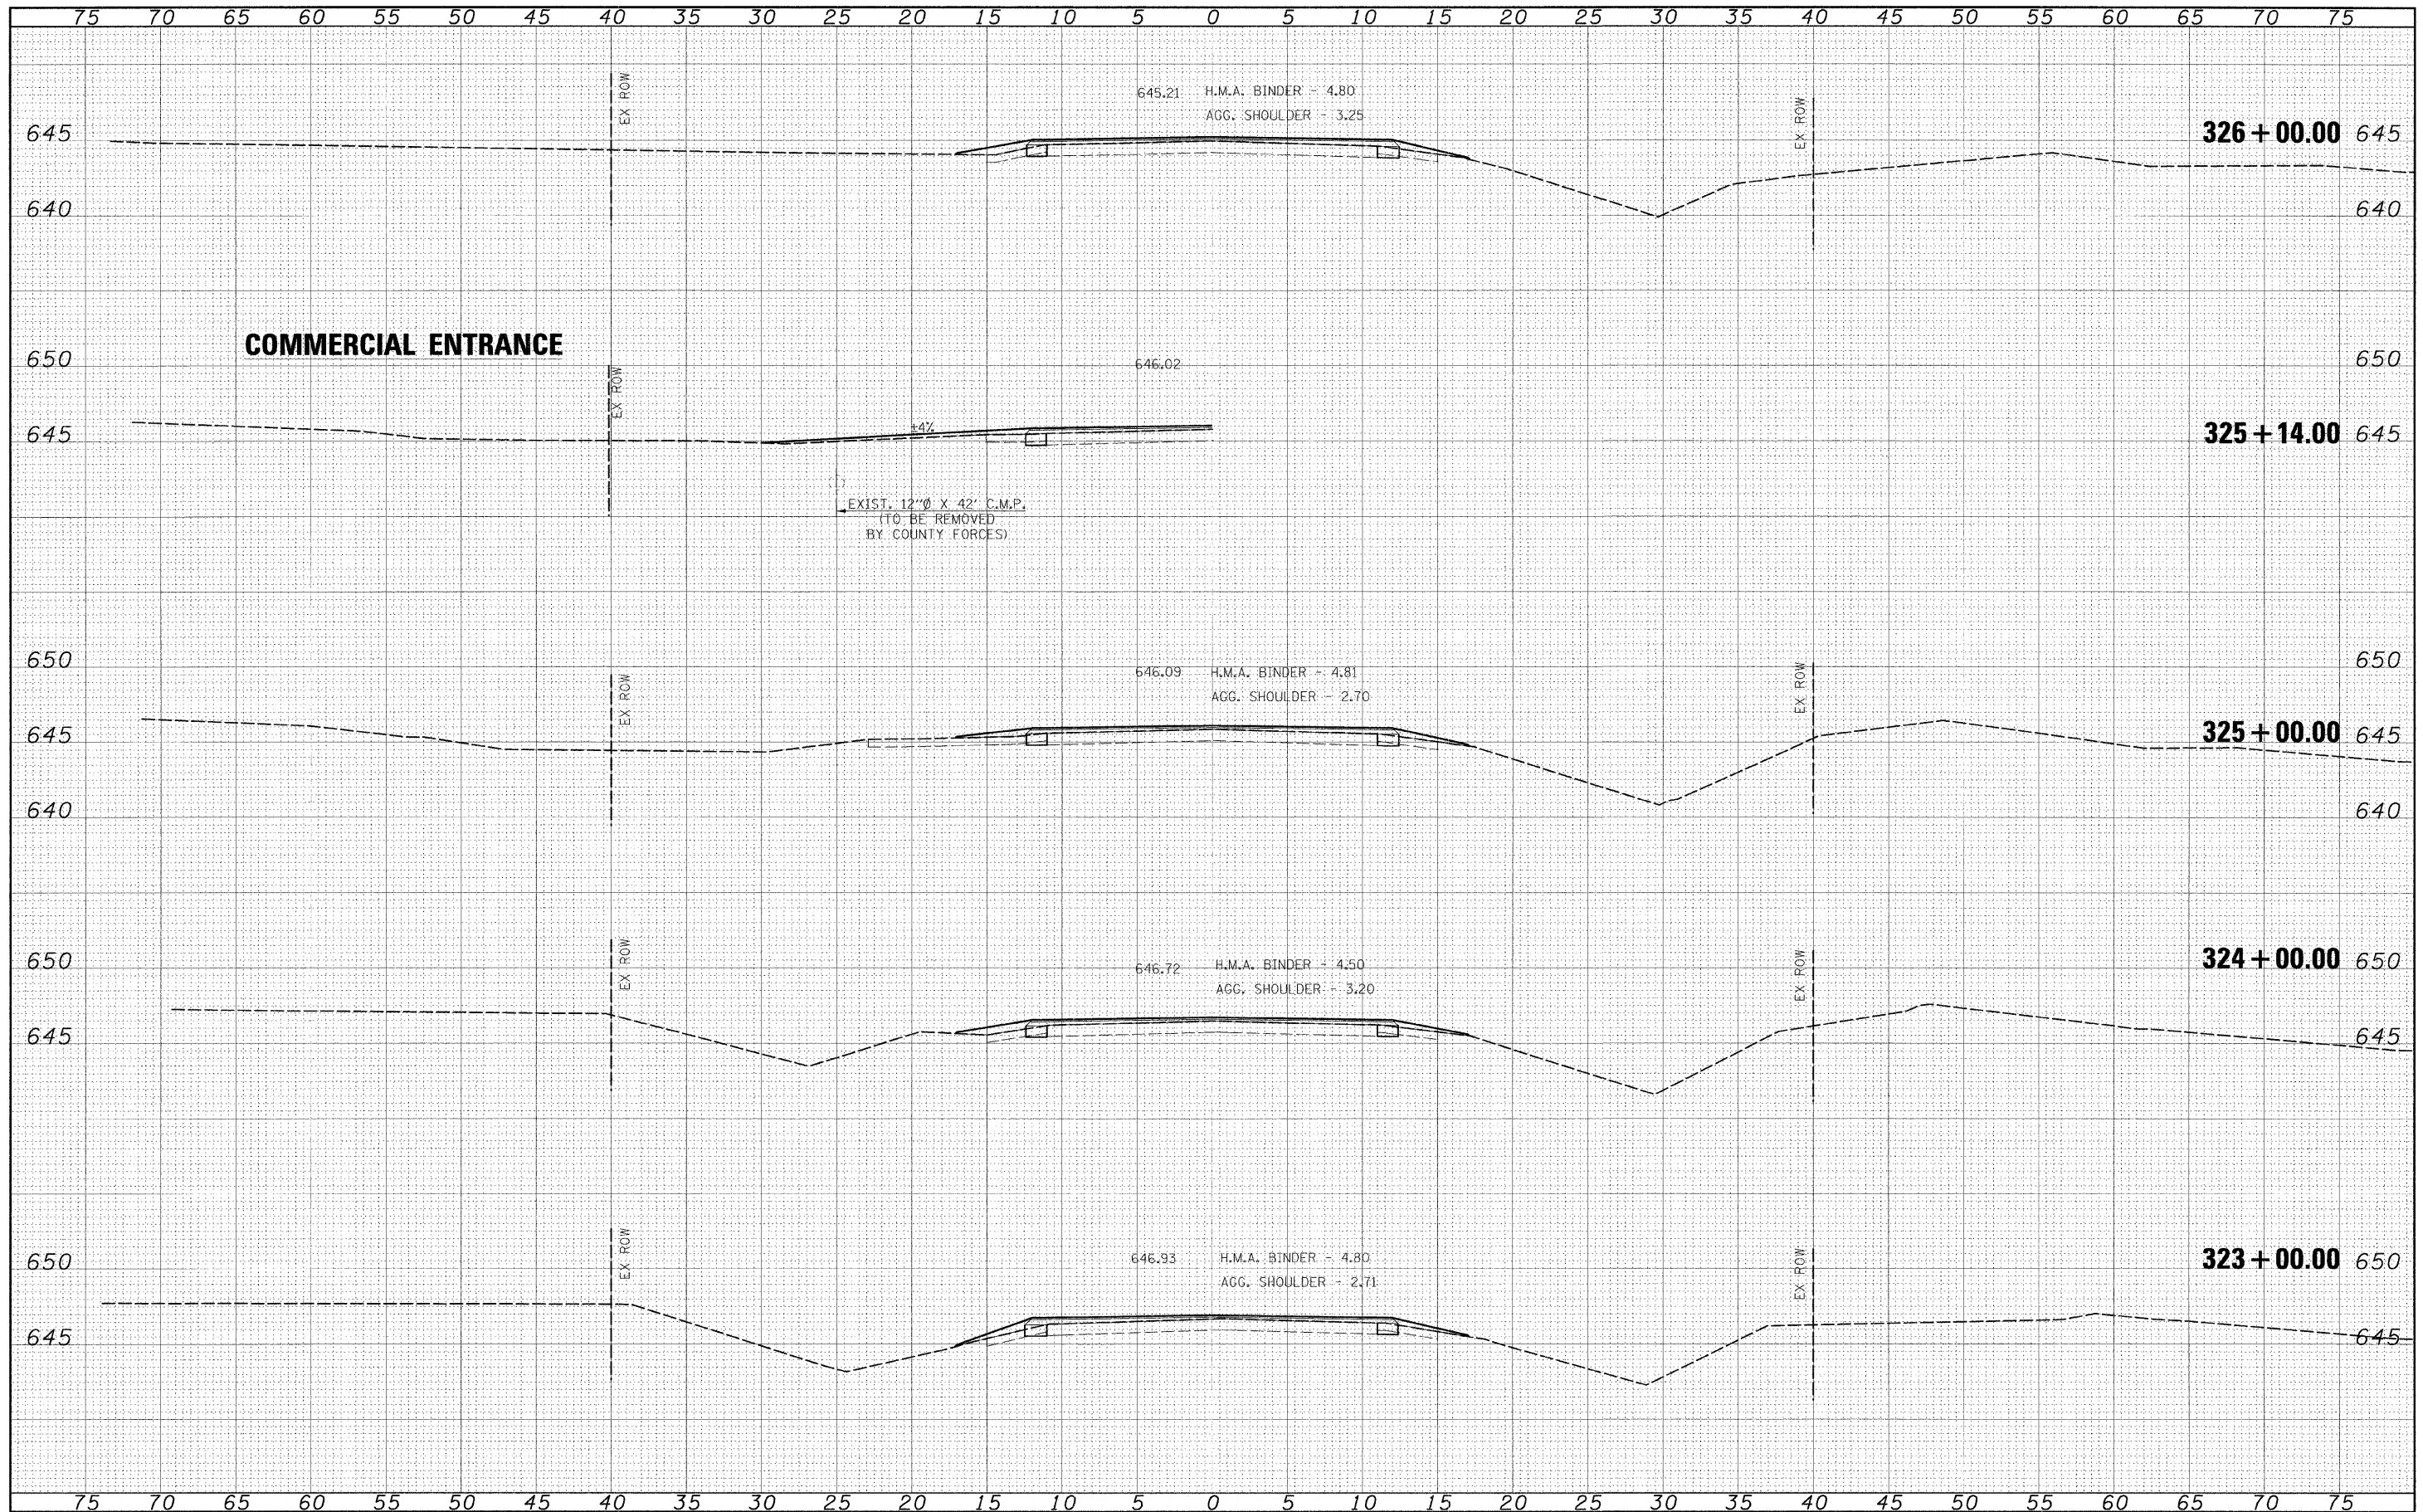 75 70 65 60 55 50 45 40 35 30 25 20 15 10 5 0 5 10 15 20 25 30 35 40 45 50 55 60 65 70 75
EX ROW
645.21 H.M.A. BINDER - 4.80
AGG. SHOULDER - 3.25
EX ROW
645 326+00.00 645
640 640
COMMERCIAL ENTRANCE
650 646.02 650
EX ROW
645 ±4% 325+14.00 645
EXIST. 12"Ø X 42' C.M.P.
(TO BE REMOVED
BY COUNTY FORCES)
650 650
EX ROW
646.09 H.M.A. BINDER - 4.81
AGG. SHOULDER - 2.70
EX ROW
645 325+00.00 645
640 640
EX ROW
650 646.72 H.M.A. BINDER - 4.50 324+00.00 650
AGG. SHOULDER - 3.20
EX ROW
645 645
EX ROW
650 646.93 H.M.A. BINDER - 4.80 323+00.00 650
AGG. SHOULDER - 2.71
EX ROW
645 645
75 70 65 60 55 50 45 40 35 30 25 20 15 10 5 0 5 10 15 20 25 30 35 40 45 50 55 60 65 70 75